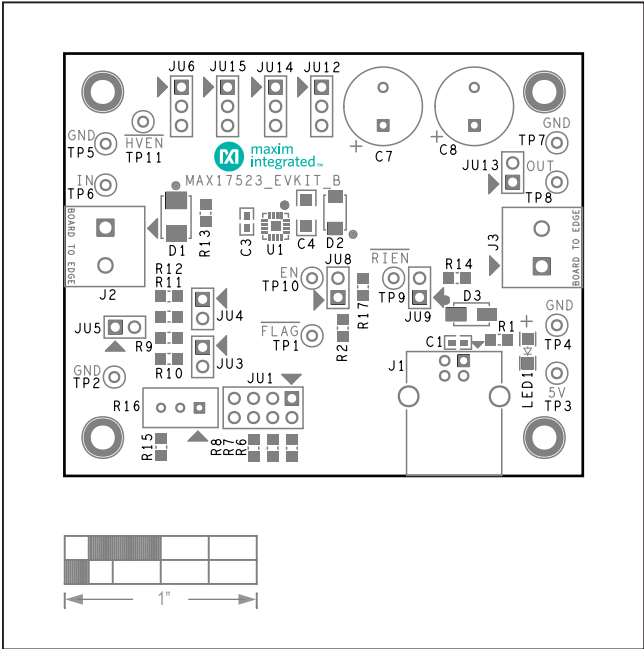 JU6 JU15 JU14 JU12
GND
TP5
HVEN
TP11
maxim
integrated™
C7
C8
GND
TP7
JU13
OUT
TP8
IN
TP6
MAX17523_EVKIT_B
BOARD TO EDGE
J2
D1
R13
C3
U1
C4
D2
RIEN
TP9
JU8
EN
TP10
R17
R14
JU9
D3
J3
BOARD TO EDGE
R12
R11
JU4
JU5
R9
R10
JU3
FLAG
TP1
R2
C1
R1
GND
TP4
J1
LED1
5V
TP3
GND
TP2
R16
JU1
R15
R8
R7
R6
1"